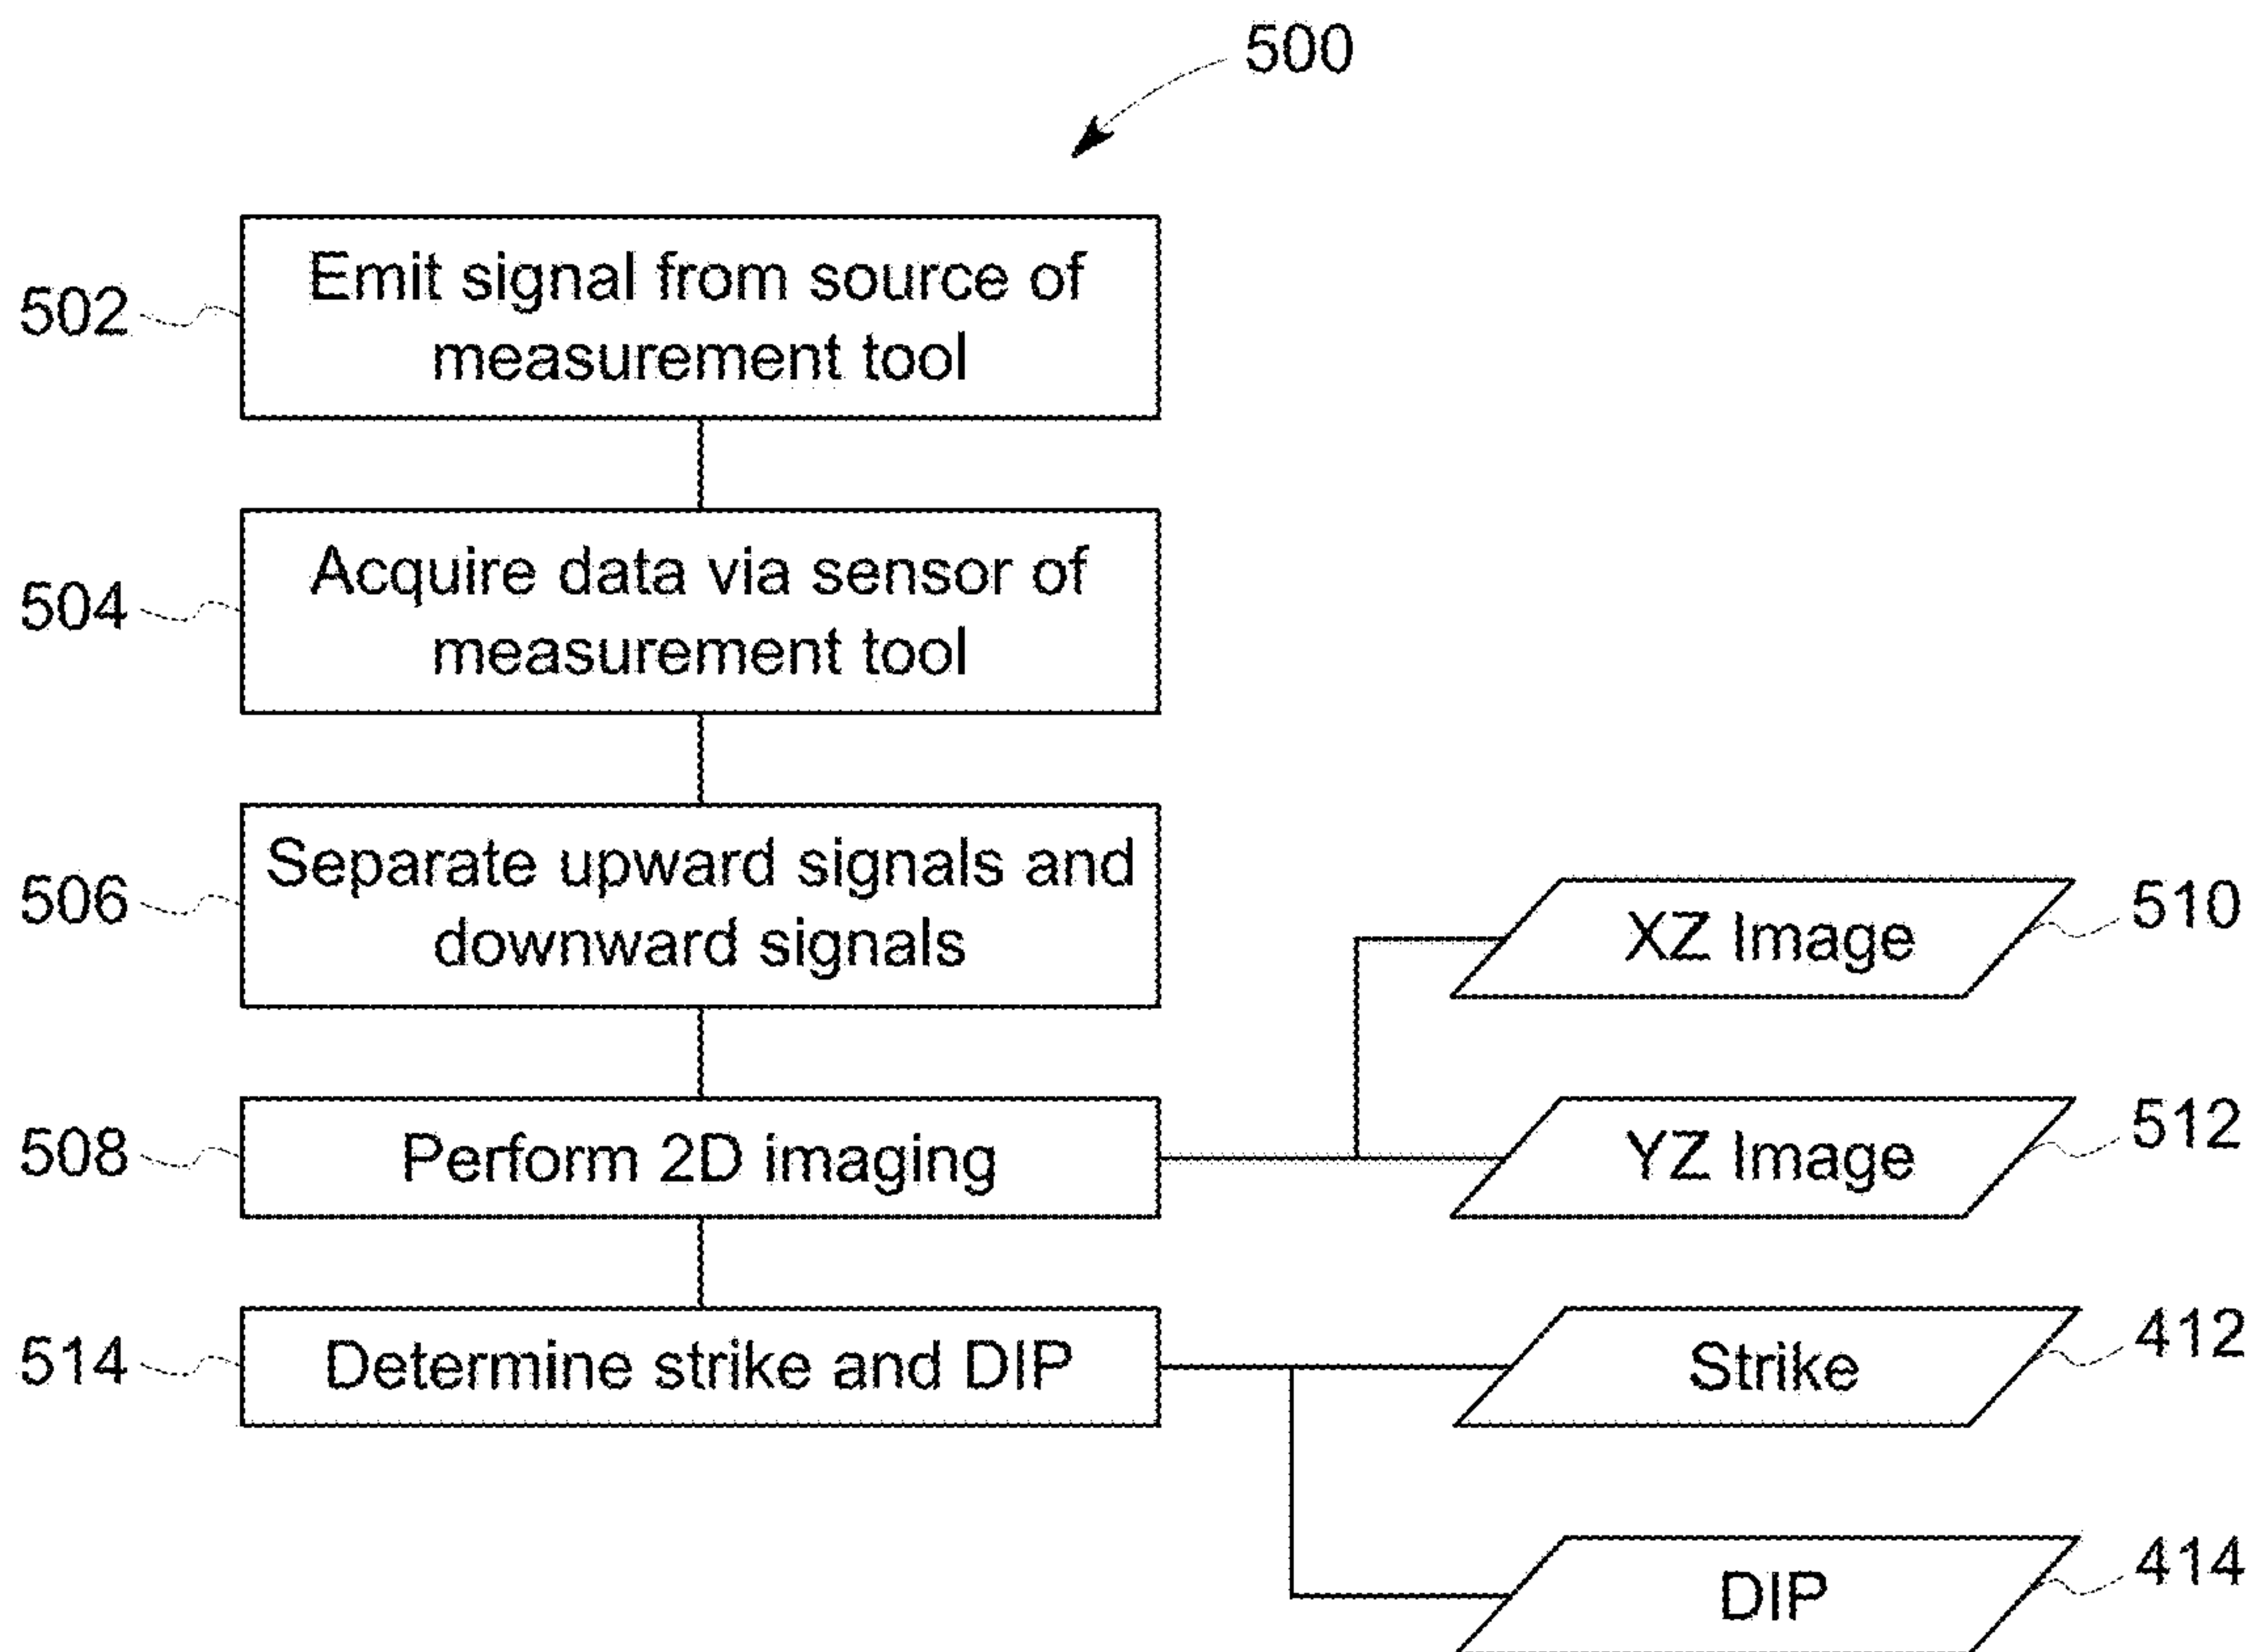 500
502
Emit signal from source of
measurement tool
504
Acquire data via sensor of
measurement tool
506
Separate upward signals and
downward signals
XZ Image
510
508
Perform 2D imaging
YZ Image
512
514
Determine strike and DIP
Strike
412
DIP
414